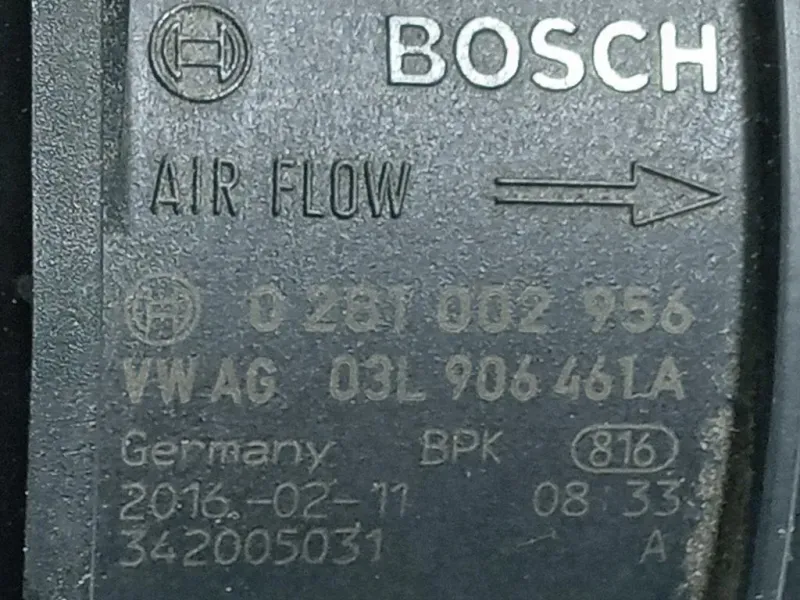 BOSCH
AIR FLOW
0 281 002 956
VW AG 03L 906 461A
Germany BPK 816
2016-02-11 08 33
342005031 A